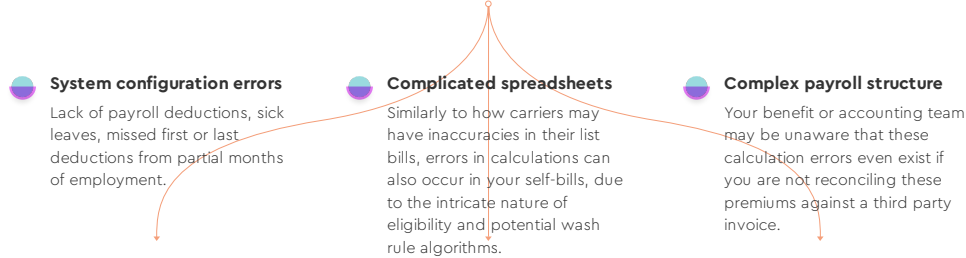 System configuration errors
Lack of payroll deductions, sick
leaves, missed first or last
deductions from partial months
of employment.
Complicated spreadsheets
Similarly to how carriers may
have inaccuracies in their list
bills, errors in calculations can
also occur in your self-bills, due
to the intricate nature of
eligibility and potential wash
rule algorithms.
Complex payroll structure
Your benefit or accounting team
may be unaware that these
calculation errors even exist if
you are not reconciling these
premiums against a third party
invoice.